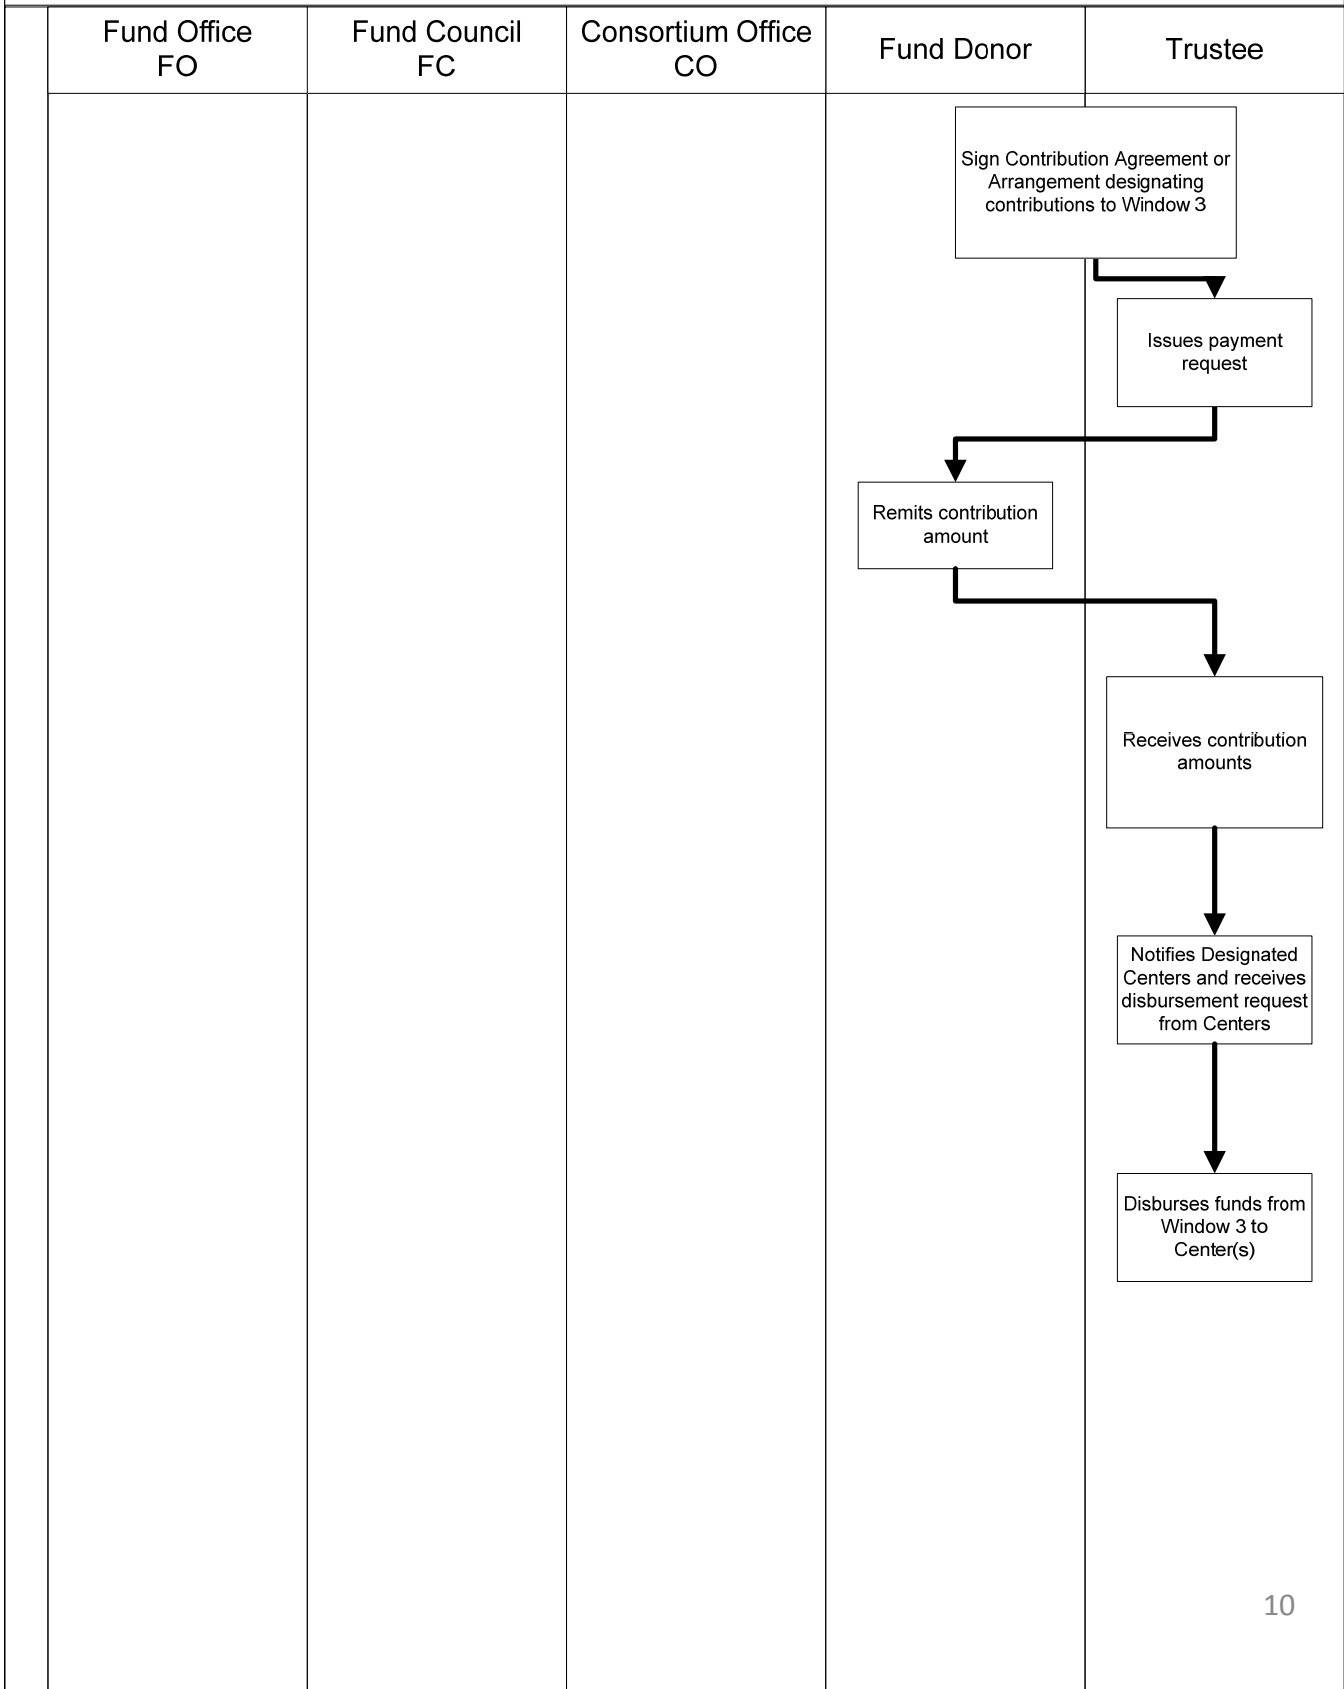 Fund Office
FO
Fund Council
FC
Consortium Office
CO
Fund Donor
Trustee
Sign Contribution Agreement or
Arrangement designating
contributions to Window 3
Issues payment
request
Remits contribution
amount
Receives contribution
amounts
Notifies Designated
Centers and receives
disbursement request
from Centers
Disburses funds from
Window 3 to
Center(s)
10